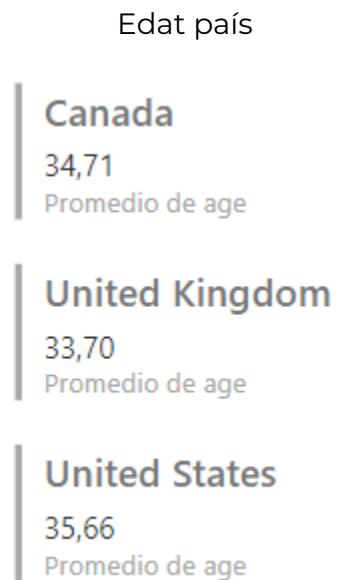 Edat país
Canada
34,71
Promedio de age
United Kingdom
33,70
Promedio de age
United States
35,66
Promedio de age